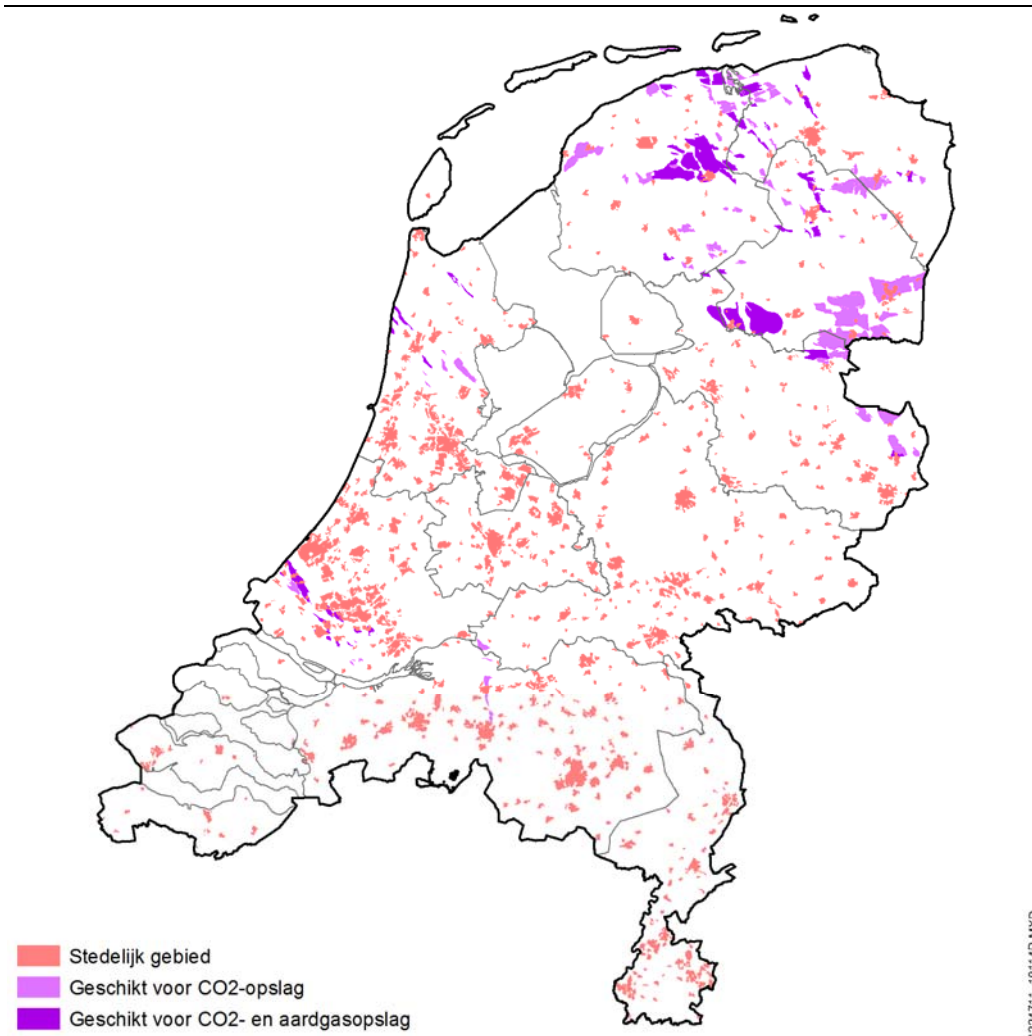 Stedelijk gebied
Geschikt voor CO2-opslag
Geschikt voor CO2- en aardgasopslag